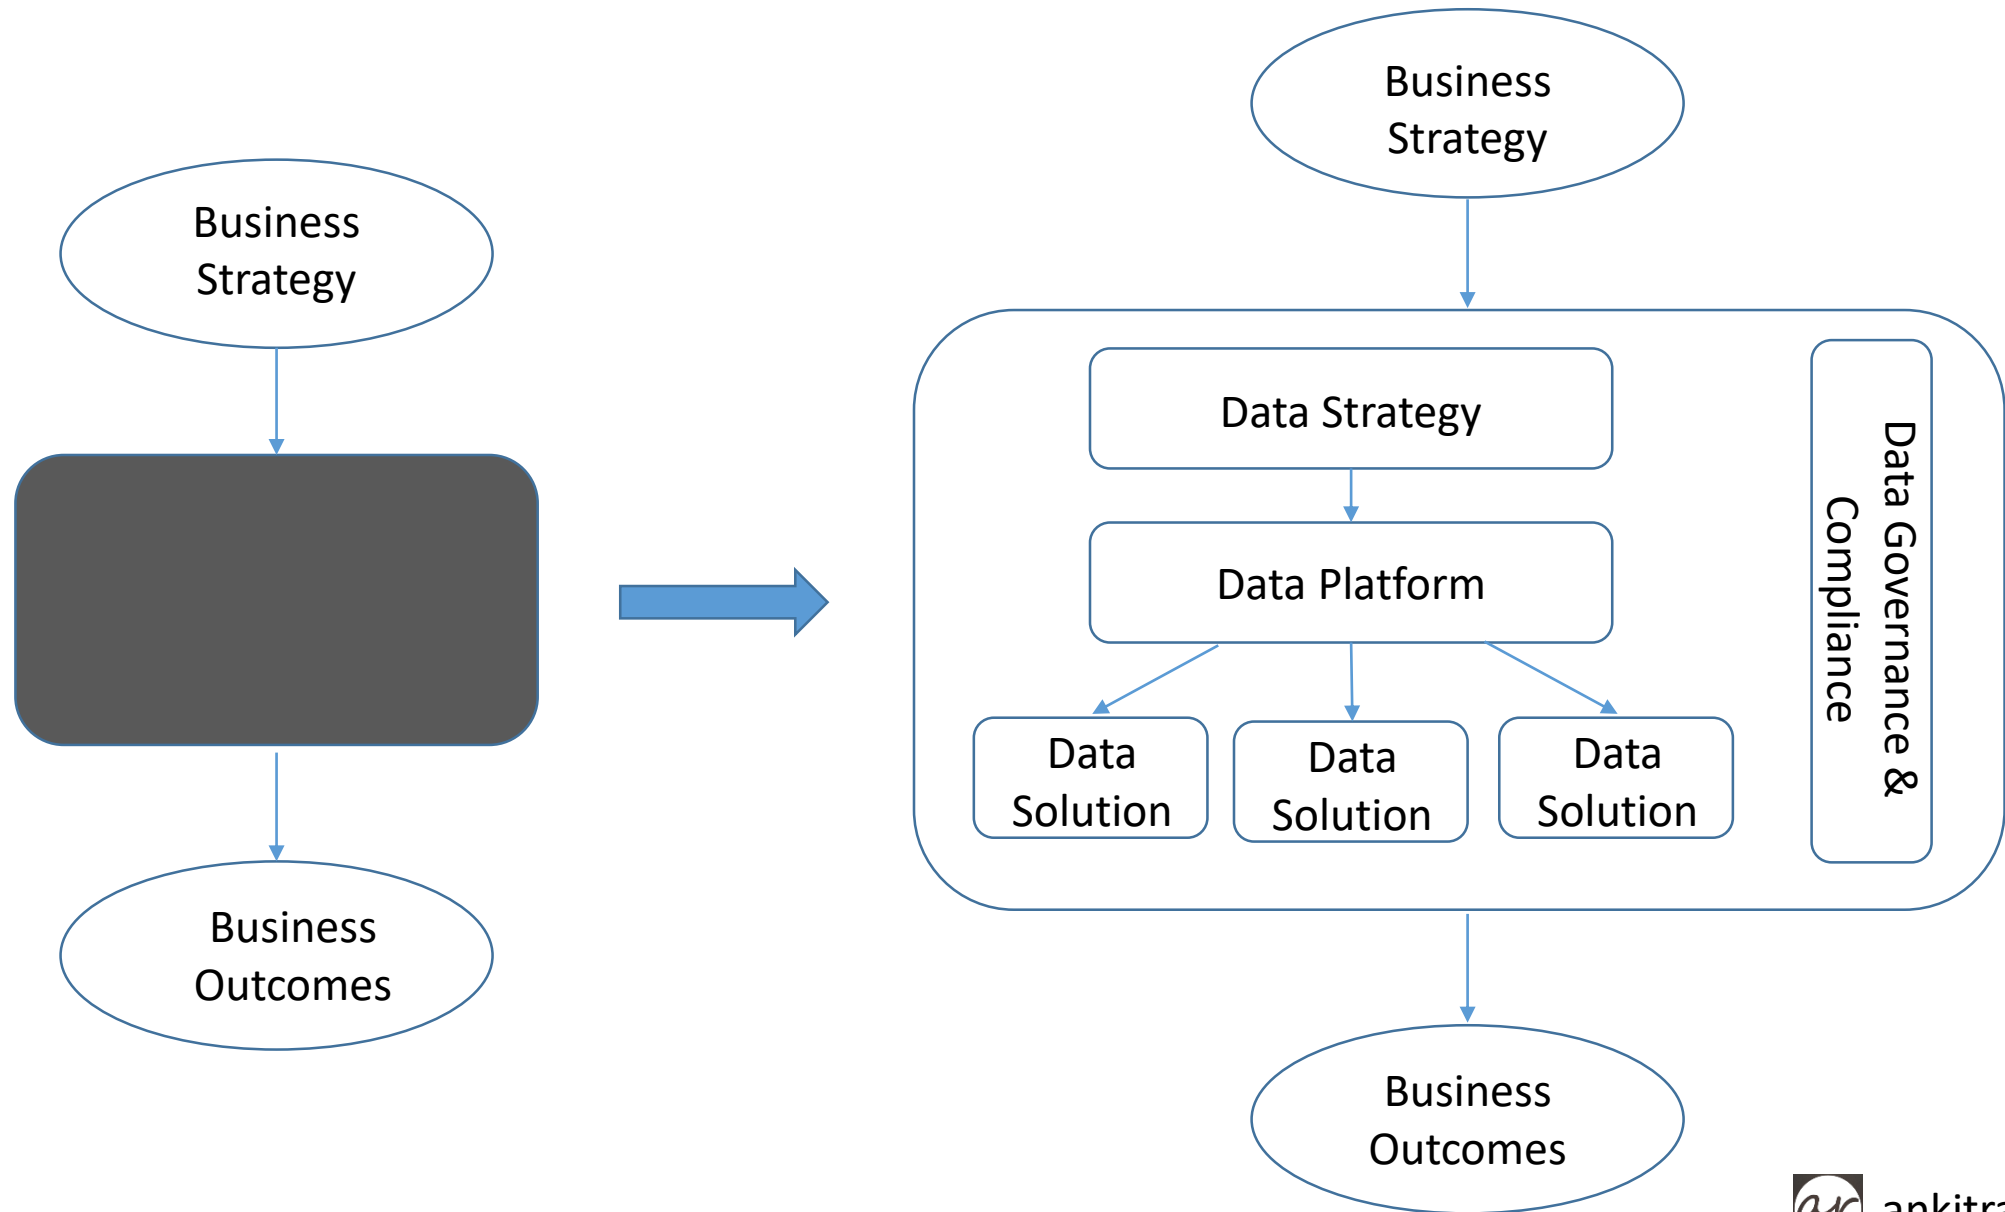 Business
Strategy
Business
Outcomes
Business
Strategy
Data Strategy
Data Platform
Data
Solution
Data
Solution
Data
Solution
Data Governance &
Compliance
Business
Outcomes